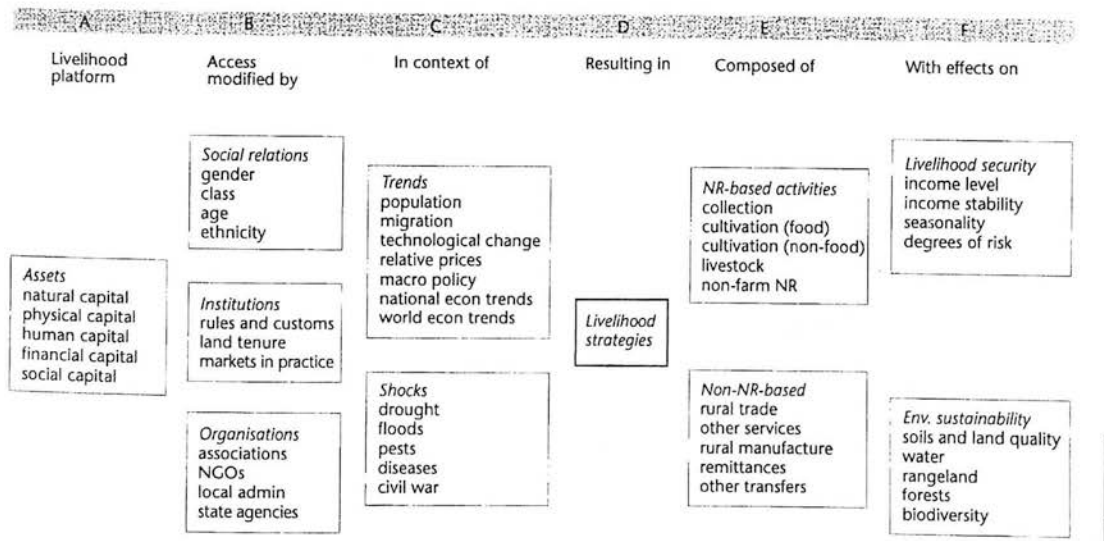 A
B
C
D
E
F
Livelihood
platform
Access
modified by
In context of
Resulting in
Composed of
With effects on
Assets
natural capital
physical capital
human capital
financial capital
social capital
Social relations
gender
class
age
ethnicity
Institutions
rules and customs
land tenure
markets in practice
Organisations
associations
NGOs
local admin
state agencies
Trends
population
migration
technological change
relative prices
macro policy
national econ trends
world econ trends
Shocks
drought
floods
pests
diseases
civil war
Livelihood
strategies
NR-based activities
collection
cultivation (food)
cultivation (non-food)
livestock
non-farm NR
Non-NR-based
rural trade
other services
rural manufacture
remittances
other transfers
Livelihood security
income level
income stability
seasonality
degrees of risk
Env. sustainability
soils and land quality
water
rangeland
forests
biodiversity